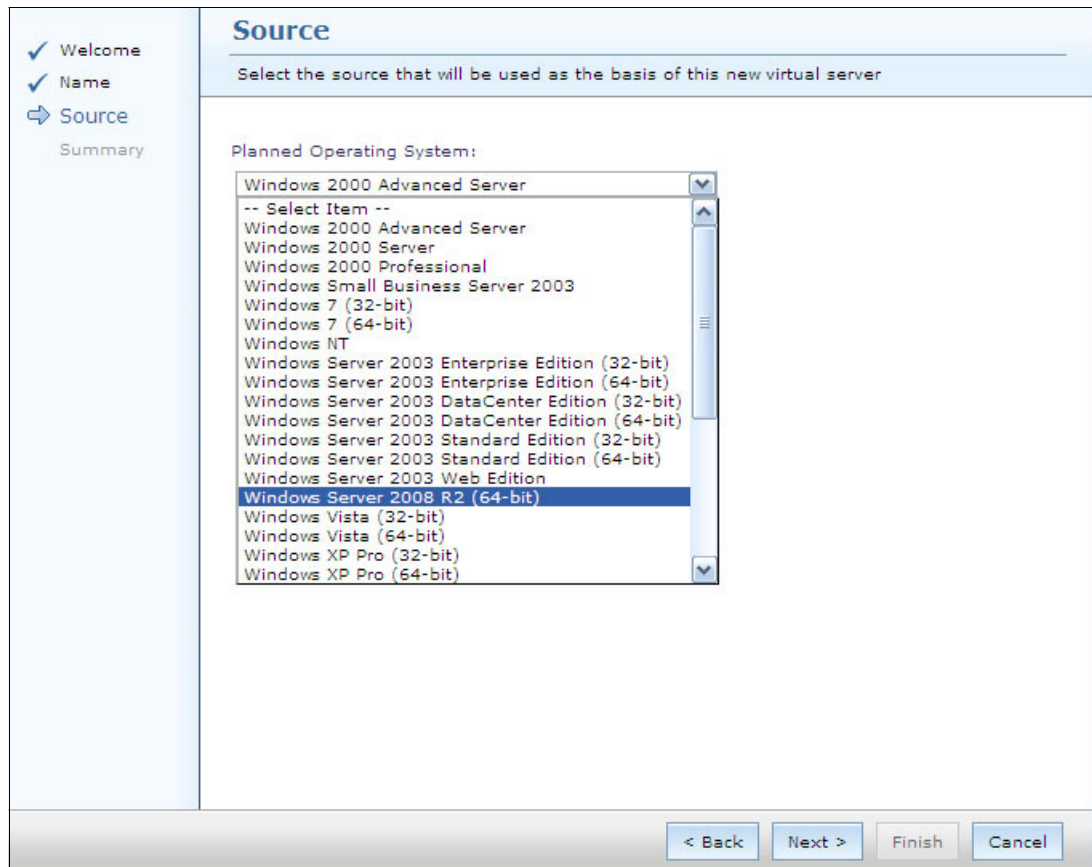 Welcome
Name
Source
Summary
Source
Select the source that will be used as the basis of this new virtual server
Planned Operating System:
Windows 2000 Advanced Server
-- Select Item --
Windows 2000 Advanced Server
Windows 2000 Server
Windows 2000 Professional
Windows Small Business Server 2003
Windows 7 (32-bit)
Windows 7 (64-bit)
Windows NT
Windows Server 2003 Enterprise Edition (32-bit)
Windows Server 2003 Enterprise Edition (64-bit)
Windows Server 2003 DataCenter Edition (32-bit)
Windows Server 2003 DataCenter Edition (64-bit)
Windows Server 2003 Standard Edition (32-bit)
Windows Server 2003 Standard Edition (64-bit)
Windows Server 2003 Web Edition
Windows Server 2008 R2 (64-bit)
Windows Vista (32-bit)
Windows Vista (64-bit)
Windows XP Pro (32-bit)
Windows XP Pro (64-bit)
< Back Next > Finish Cancel